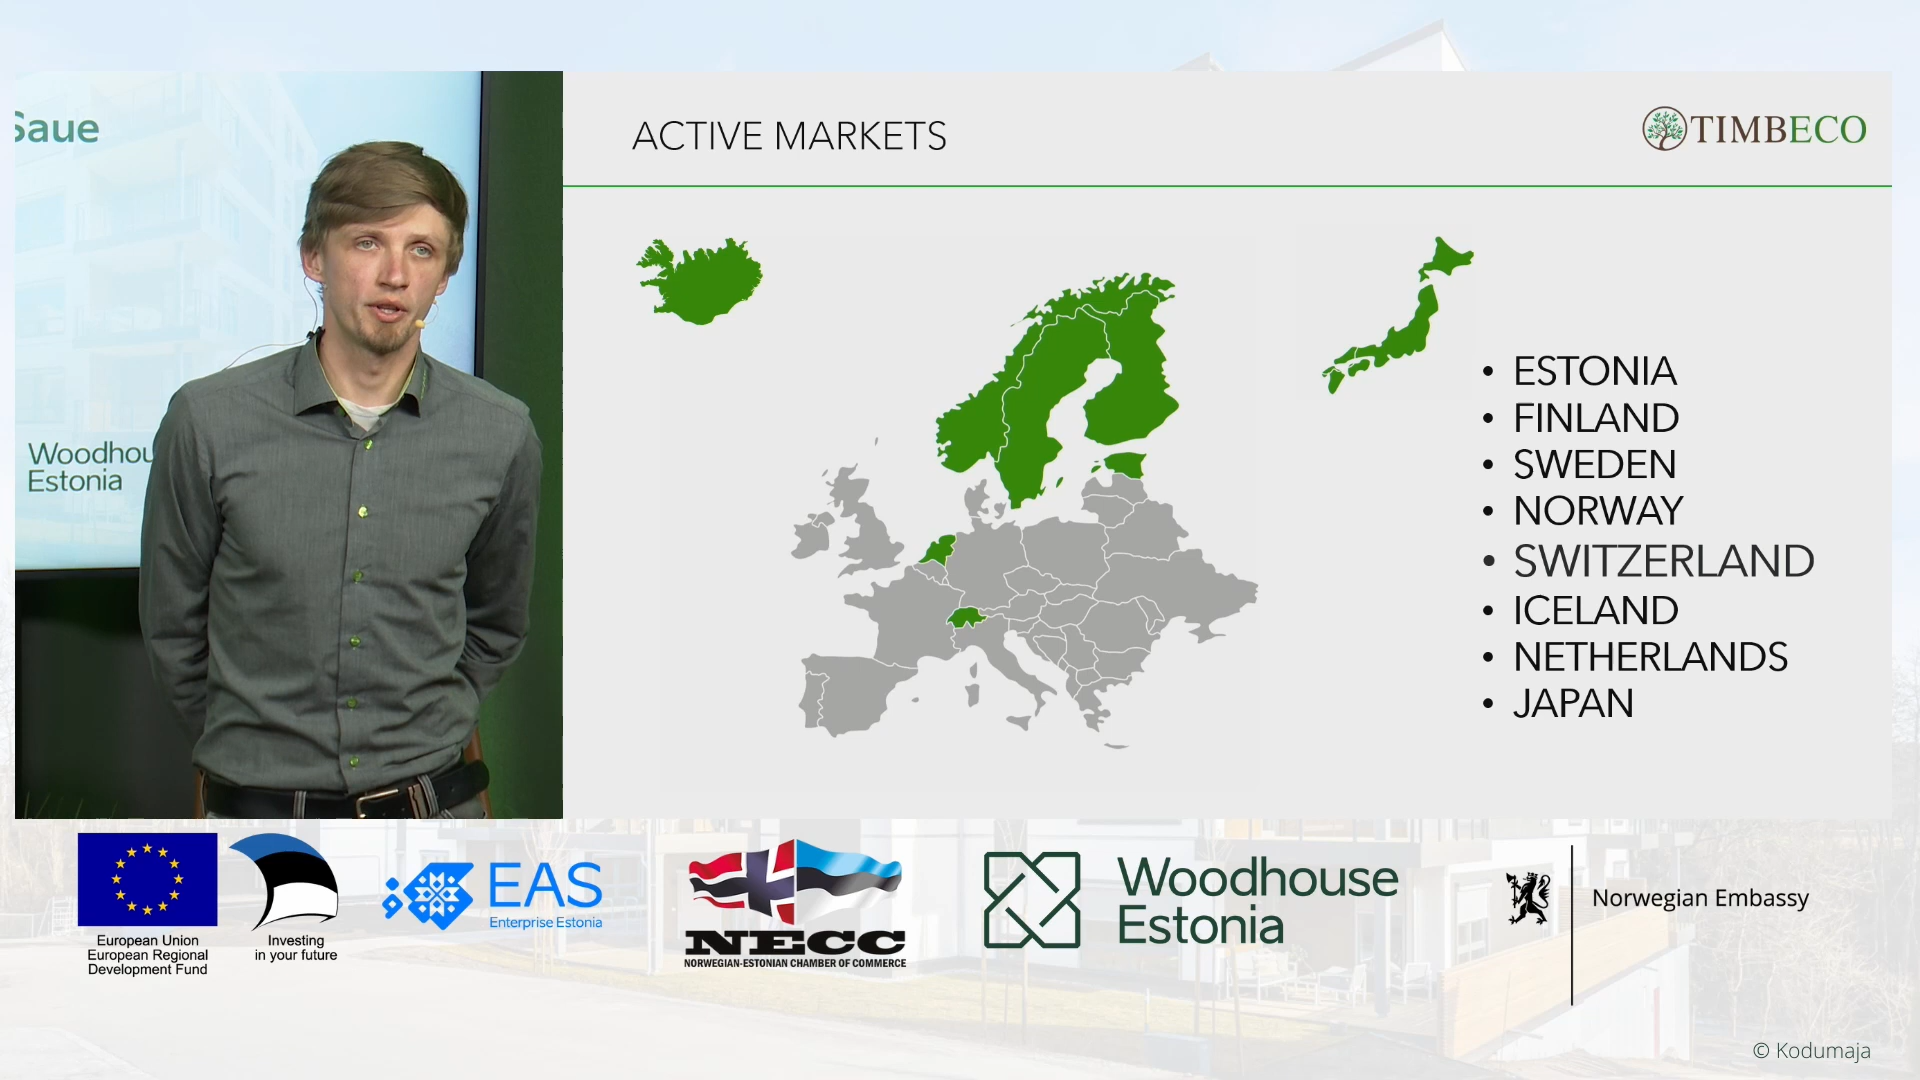 Saue
Woodhou
Estonia
ACTIVE MARKETS
TIMBECO
• ESTONIA
• FINLAND
• SWEDEN
• NORWAY
• SWITZERLAND
• ICELAND
• NETHERLANDS
• JAPAN
European Union
European Regional
Development Fund
Investing
in your future
EAS
Enterprise Estonia
NECC
NORWEGIAN-ESTONIAN CHAMBER OF COMMERCE
Woodhouse
Estonia
Norwegian Embassy
© Kodumaja